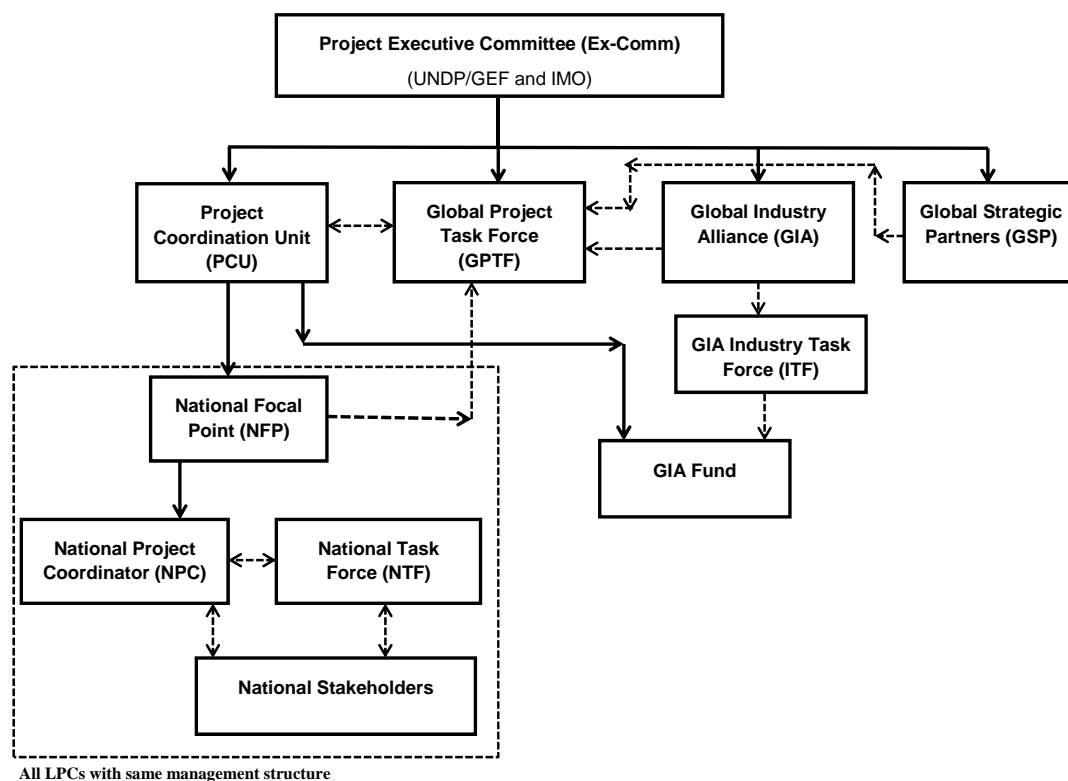 Project Executive Committee (Ex-Comm)
(UNDP/GEF and IMO)
Project
Coordination Unit
(PCU)
Global Project
Task Force
(GPTF)
Global Industry
Alliance (GIA)
Global Strategic
Partners (GSP)
GIA Industry Task
Force (ITF)
National Focal
Point (NFP)
GIA Fund
National Project
Coordinator (NPC)
National Task
Force (NTF)
National Stakeholders
All LPCs with same management structure